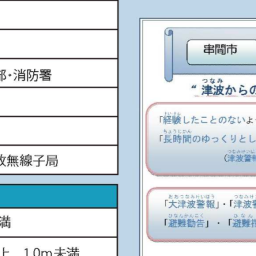 部・消防署
政無線子局
満
上 1.0m未満
串間市
つなみ
“津波からの
けいけん
「経験したことのないよ
ちょうじかん
「長時間のゆっくりとし
(津波警
おおつなみけいほう つなみけ
「大津波警報」・「津波警
ひなんかんこく ひなん
「避難勧告」・「避難